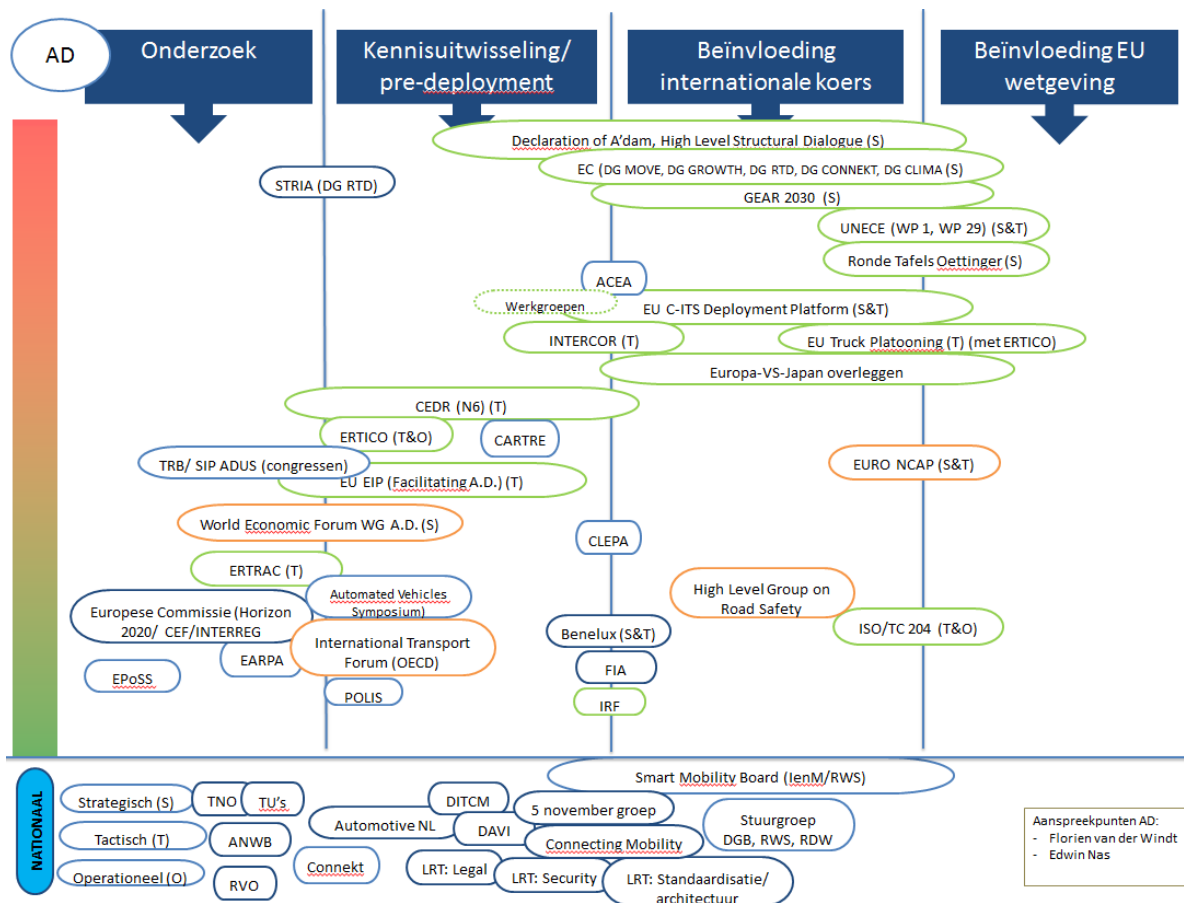 AD
Onderzoek
Kennisuitwisseling/
pre-deployment
Beïnvloeding
internationale koers
Beïnvloeding EU
wetgeving
Declaration of A'dam, High Level Structural Dialogue (S)
EC (DG MOVE, DG GROWTH, DG RTD, DG CONNEKT, DG CLIMA (S)
STRIA (DG RTD)
GEAR 2030 (S)
UNECE (WP 1, WP 29) (S&T)
Ronde Tafels Oettinger (S)
ACEA
Werkgroepen
EU C-ITS Deployment Platform (S&T)
INTERCOR (T)
EU Truck Platooning (T) (met ERTICO)
Europa-VS-Japan overleggen
CEDR (N6) (T)
ERTICO (T&O)
CARTRE
TRB/ SIP ADUS (congressen)
EURO NCAP (S&T)
EU EIP (Facilitating A.D.) (T)
World Economic Forum WG A.D. (S)
CLEPA
ERTRAC (T)
Automated Vehicles
Symposium)
High Level Group on
Road Safety
Europese Commissie (Horizon
2020/ CEF/INTERREG
International Transport
Forum (OECD)
Benelux (S&T)
ISO/TC 204 (T&O)
EARPA
FIA
EPoSS
POLIS
IRF
NATIONAAL
Smart Mobility Board (IenM/RWS)
Strategisch (S)
TNO
TU's
DITCM
5 november groep
Automotive NL
DAVI
Stuurgroep
DGB, RWS, RDW
Tactisch (T)
ANWB
Connecting Mobility
Connekt
LRT: Legal
Operationeel (O)
RVO
LRT: Security
LRT: Standaardisatie/
architectuur
Aanspreekpunten AD:
- Florien van der Windt
- Edwin Nas